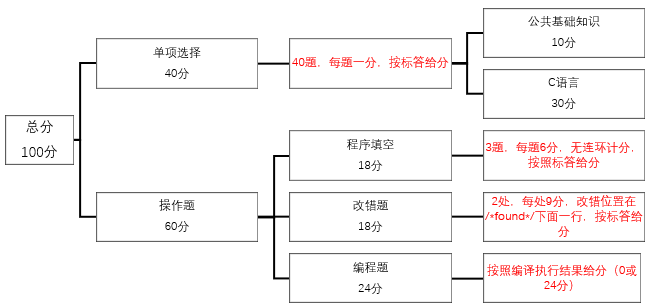 总分
100分
单项选择
40分
40题，每题一分，按标答给分
公共基础知识
10分
C语言
30分
操作题
60分
程序填空
18分
3题，每题6分，无连环计分，
按照标答给分
改错题
18分
2处，每处9分，改错位置在
/*found*/下面一行，按标答给
分
编程题
24分
按照编译执行结果给分（0或
24分）